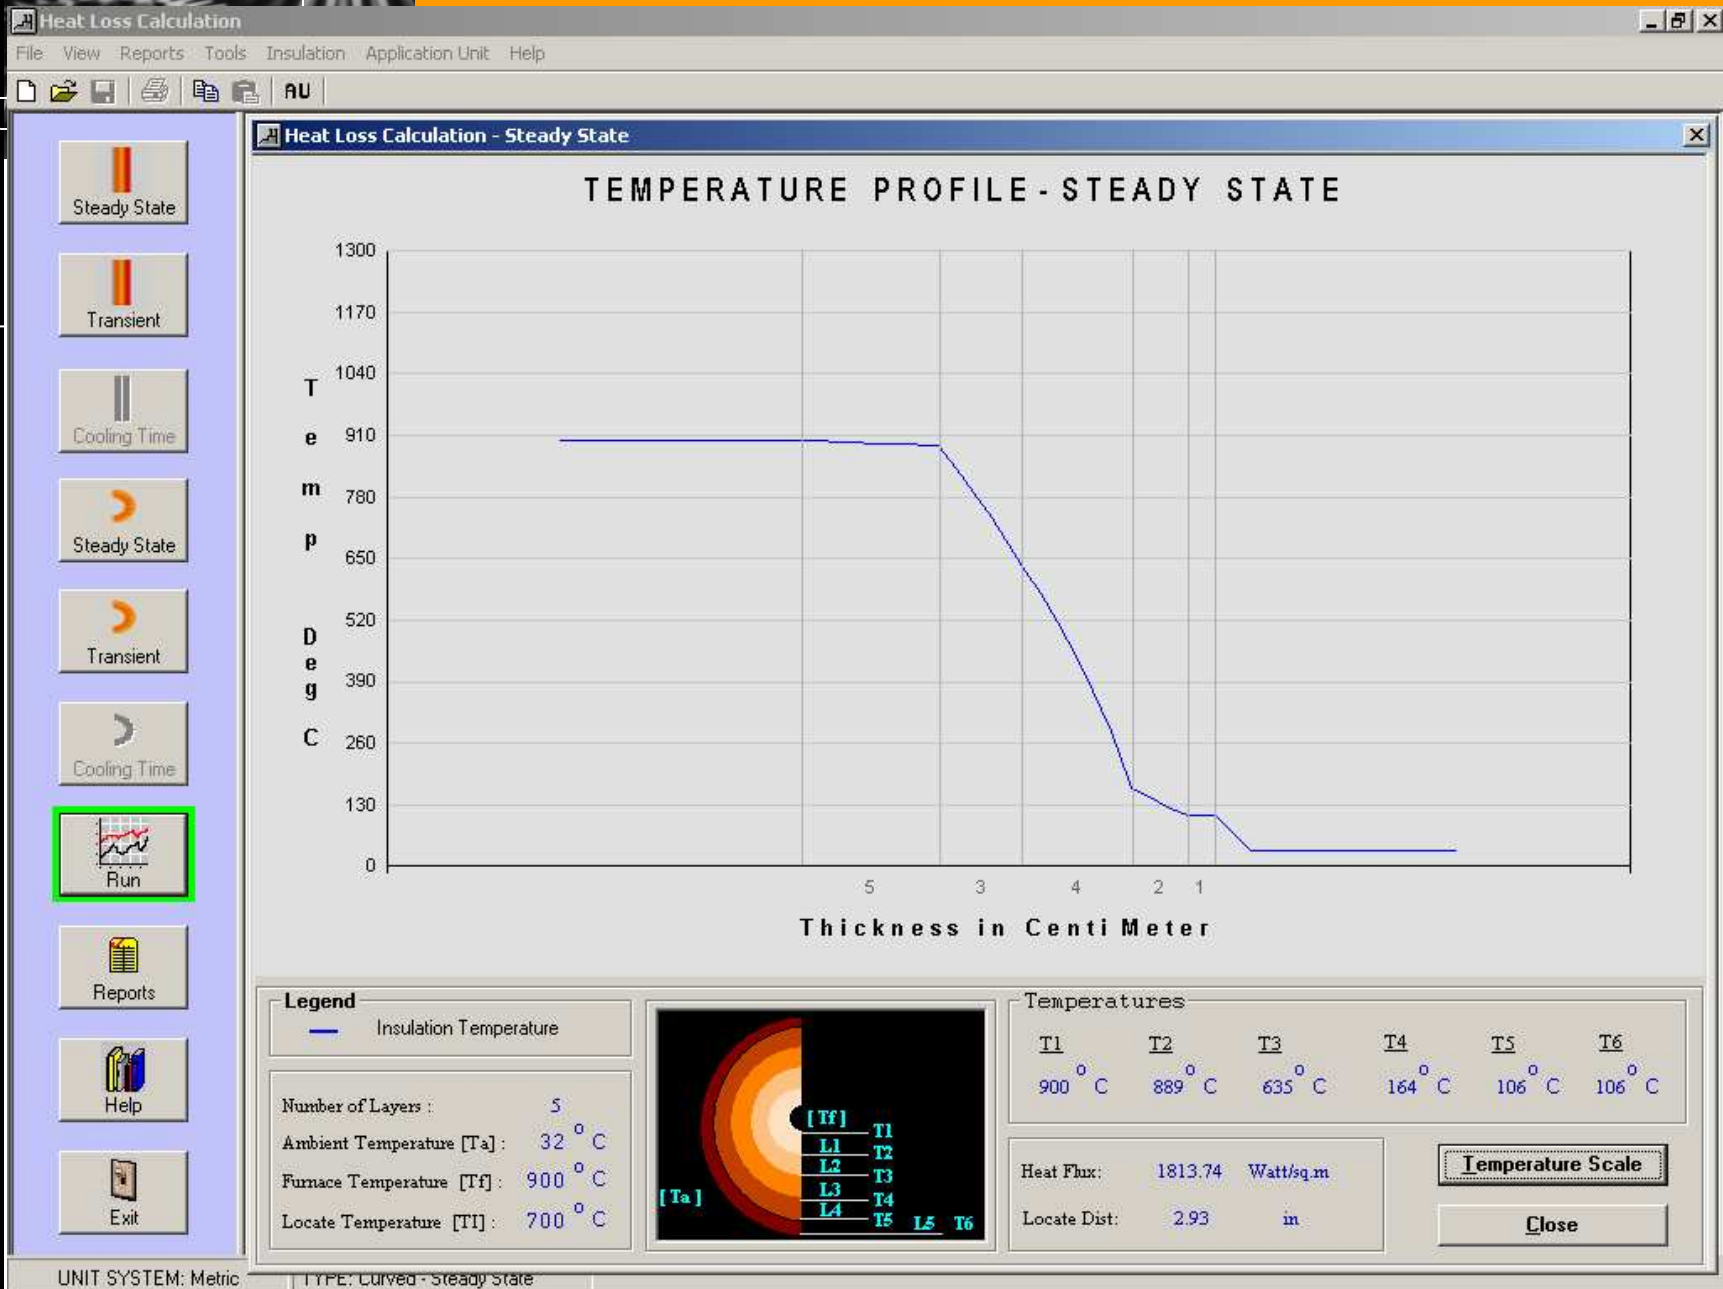 Heat Loss Calculation
File View Reports Tools Insulation Application Unit Help
AU
Steady State
Transient
Cooling Time
Steady State
Transient
Cooling Time
Run
Reports
Help
Exit
Heat Loss Calculation - Steady State
TEMPERATURE PROFILE - STEADY STATE
Temp Deg C
1300
1170
1040
910
780
650
520
390
260
130
0
5 3 4 2 1
Thickness in Centi Meter
Legend
Insulation Temperature
Number of Layers : 5
Ambient Temperature [Ta] : 32 °C
Furnace Temperature [Tf] : 900 °C
Locate Temperature [TI] : 700 °C
[Tf]
T1
L1
T2
L2
T3
L3
[Ta]
T4
L4
T5 L5 T6
Temperatures
T1 T2 T3 T4 T5 T6
900 °C 889 °C 635 °C 164 °C 106 °C 106 °C
Heat Flux: 1813.74 Watt/sq.m
Locate Dist: 2.93 in
Temperature Scale
Close
UNIT SYSTEM: Metric TYPE: Curved - Steady State